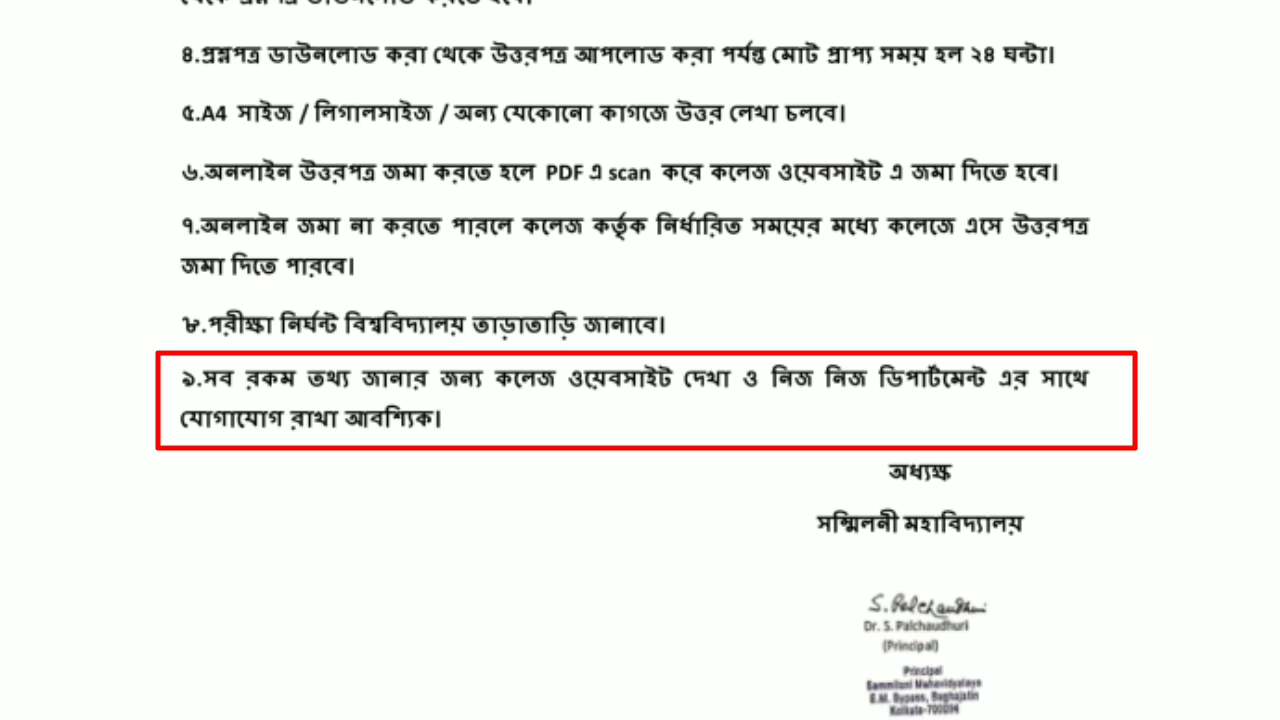 ৪.প্রশ্নপত্র ডাউনলোড করা থেকে উত্তরপত্র আপলোড করা পর্যন্ত মোট প্রাপ্য সময় হল ২৪ ঘন্টা।
৫.A4 সাইজ / লিগালসাইজ / অন্য যেকোনো কাগজে উত্তর লেখা চলবে।
৬.অনলাইন উত্তরপত্র জমা করতে হলে PDF এ scan করে কলেজ ওয়েবসাইট এ জমা দিতে হবে।
৭.অনলাইন জমা না করতে পারলে কলেজ কর্তৃক নির্ধারিত সময়ের মধ্যে কলেজে এসে উত্তরপত্র
জমা দিতে পারবে।
৮.পরীক্ষা নির্ঘন্ট বিশ্ববিদ্যালয় তাড়াতাড়ি জানাবে।
৯.সব রকম তথ্য জানার জন্য কলেজ ওয়েবসাইট দেখা ও নিজ নিজ ডিপার্টমেন্ট এর সাথে
যোগাযোগ রাখা আবশ্যিক।
অধ্যক্ষ
সম্মিলনী মহাবিদ্যালয়
S. Palchaudhuri
Dr. S. Palchaudhuri
(Principal)
Principal
Sammilani Mahavidyalaya
E.M. Bypass, Baghajatin
Kolkata-700094